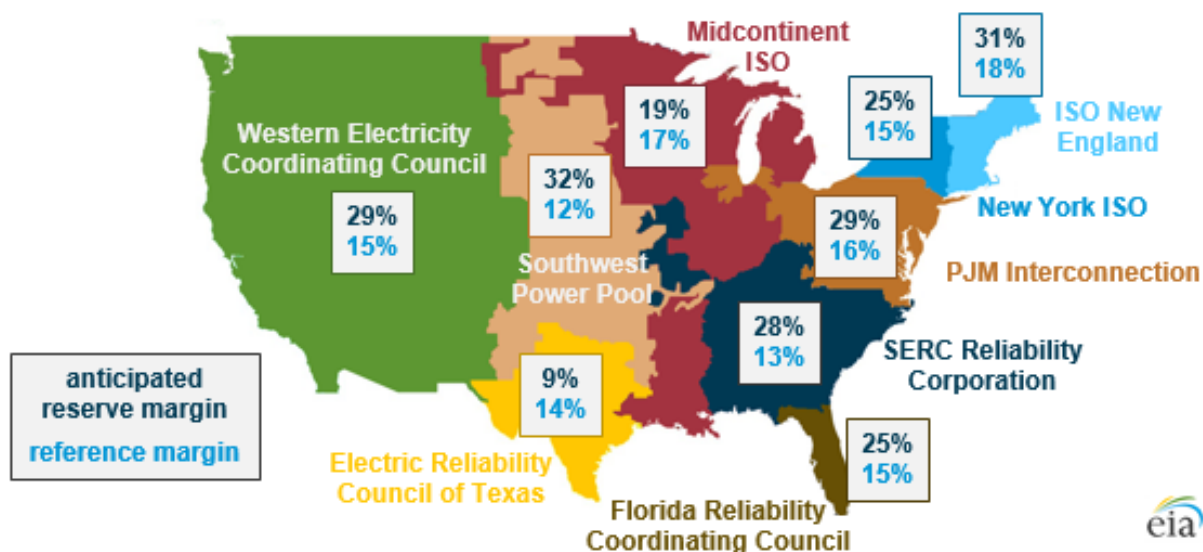 Midcontinent
ISO
31%
18%
25%
15%
ISO New
England
19%
17%
Western Electricity
Coordinating Council
32%
12%
29%
15%
New York ISO
29%
16%
Southwest
Power Pool
PJM Interconnection
28%
13%
SERC Reliability
Corporation
anticipated
reserve margin
reference margin
9%
14%
Electric Reliability
Council of Texas
25%
15%
Florida Reliability
Coordinating Council
eia